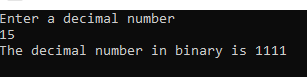 Enter a decimal number
15
The decimal number in binary is 1111